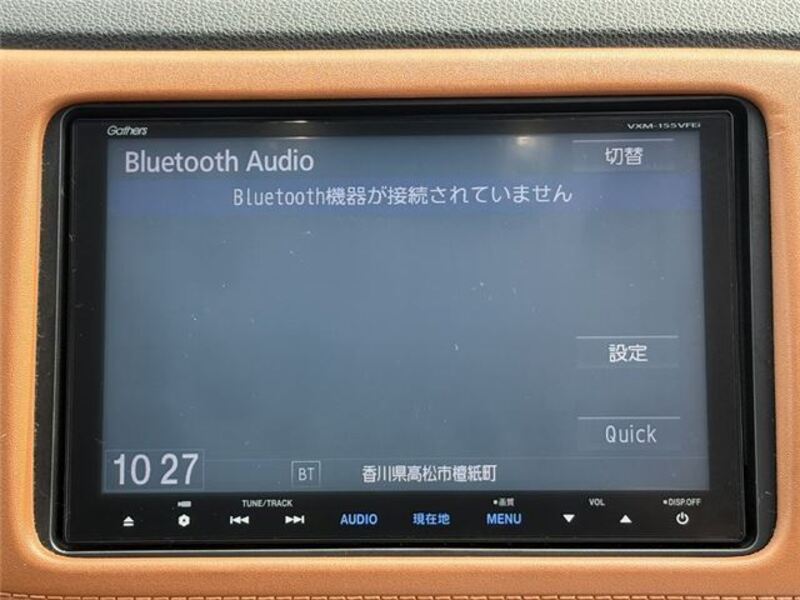 Gathers
VXM-155VFEi
Bluetooth Audio
切替
Bluetooth機器が接続されていません
設定
Quick
10 27
BT
香川県高松市檀紙町
TUNE/TRACK
画質
VOL
DISP.OFF
AUDIO
現在地
MENU